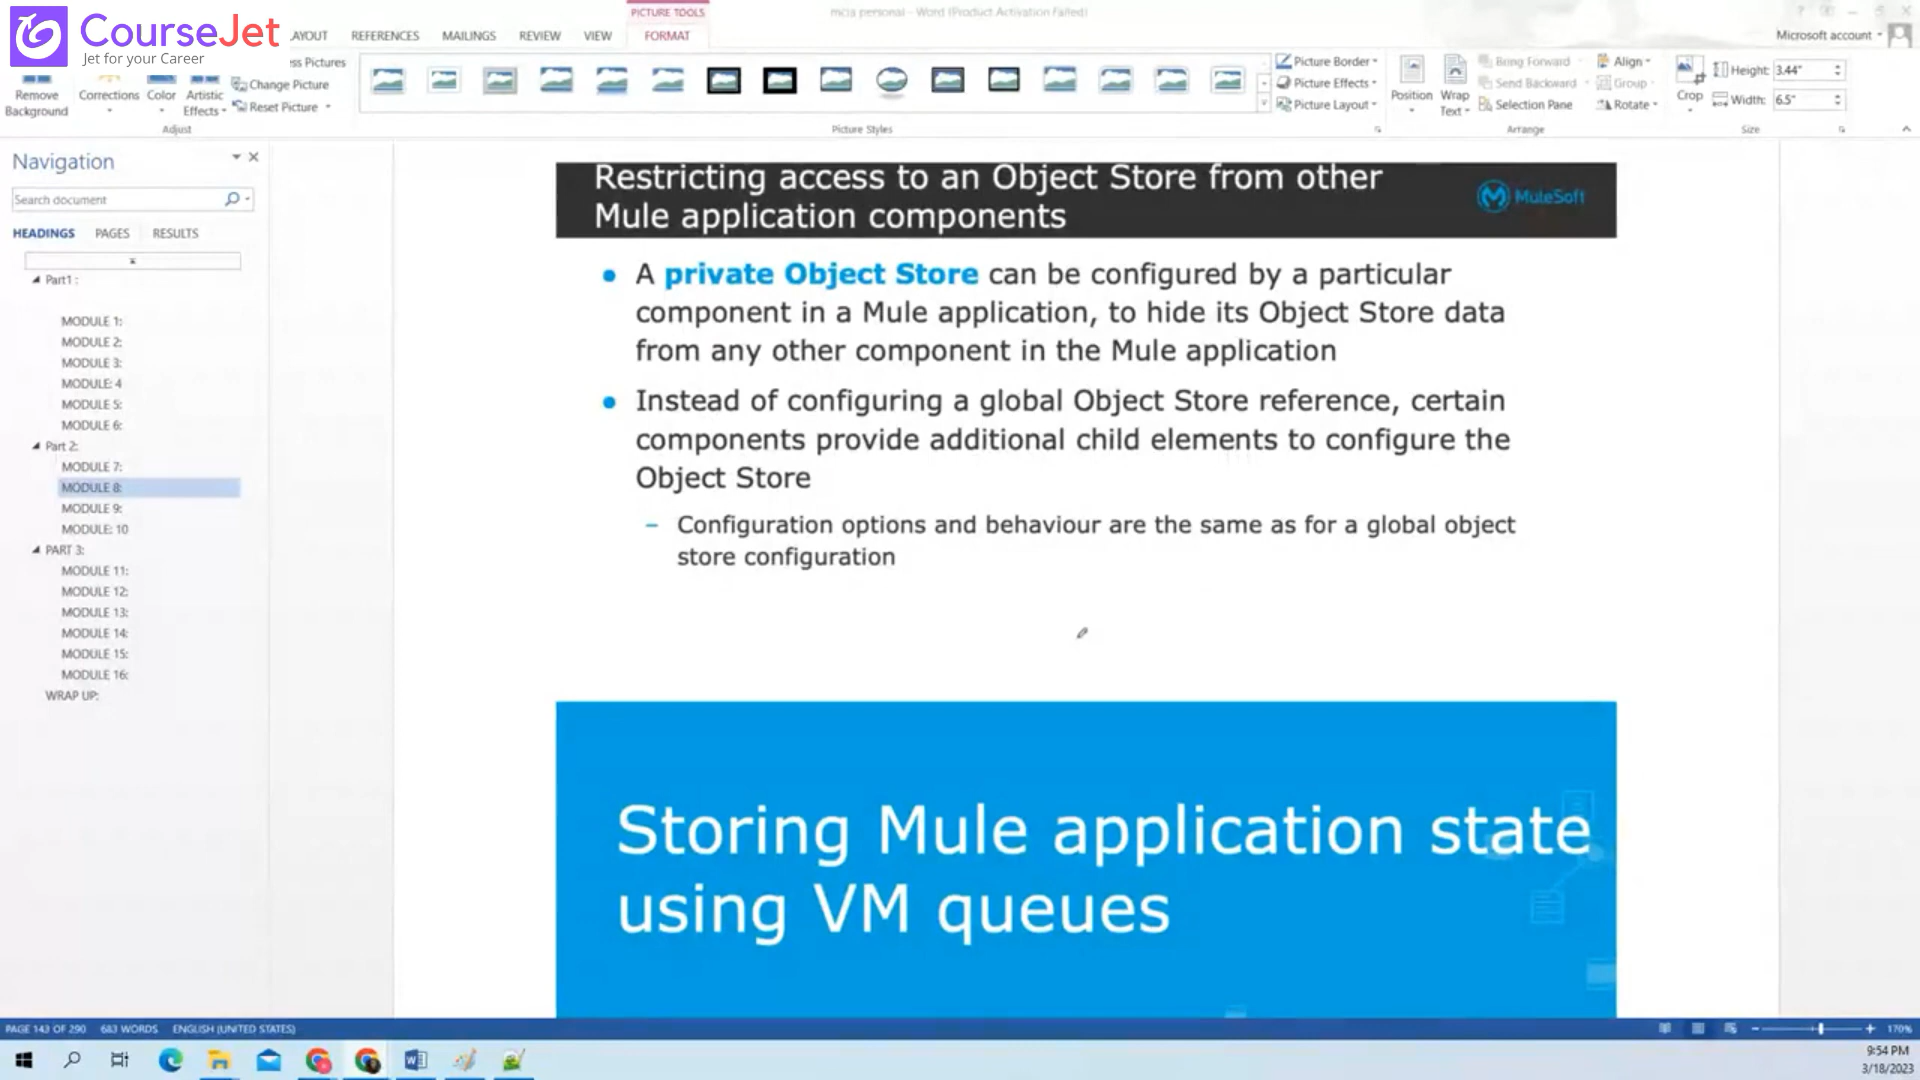 CourseJet
Jet for your Career
AYOUT REFERENCES MAILINGS REVIEW VIEW PICTURE TOOLS FORMAT
mcia personal - Word (Product Activation Failed)
Microsoft account
ss Pictures
Change Picture
Reset Picture
Remove Background
Corrections
Color
Artistic Effects
Adjust
Picture Styles
Picture Border
Picture Effects
Picture Layout
Position
Wrap Text
Bring Forward
Send Backward
Selection Pane
Align
Group
Rotate
Arrange
Crop
Height: 3.44"
Width: 6.5"
Size
Navigation
Search document
HEADINGS PAGES RESULTS
Part1 :
MODULE 1:
MODULE 2:
MODULE 3:
MODULE: 4
MODULE 5:
MODULE 6:
Part 2:
MODULE 7:
MODULE 8:
MODULE 9:
MODULE: 10
PART 3:
MODULE 11:
MODULE 12:
MODULE 13:
MODULE 14:
MODULE 15:
MODULE 16:
WRAP UP:
Restricting access to an Object Store from other
Mule application components
MuleSoft
• A private Object Store can be configured by a particular
component in a Mule application, to hide its Object Store data
from any other component in the Mule application
• Instead of configuring a global Object Store reference, certain
components provide additional child elements to configure the
Object Store
– Configuration options and behaviour are the same as for a global object
store configuration
Storing Mule application state
using VM queues
PAGE 143 OF 290 683 WORDS ENGLISH (UNITED STATES)
170%
9:54 PM
3/18/2023